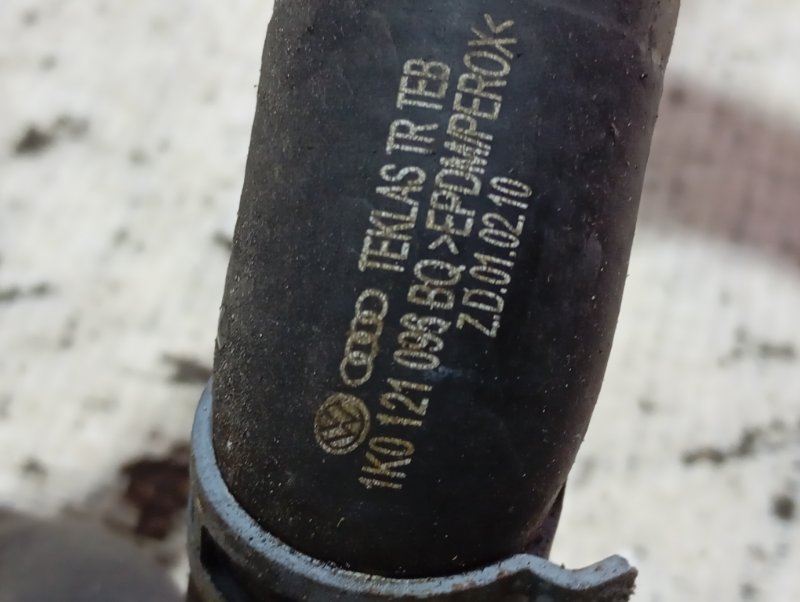 TEKLAS TR TEB
1K0 121 096 BQ >EPDM/PEROX<
Z.D.01.02.10